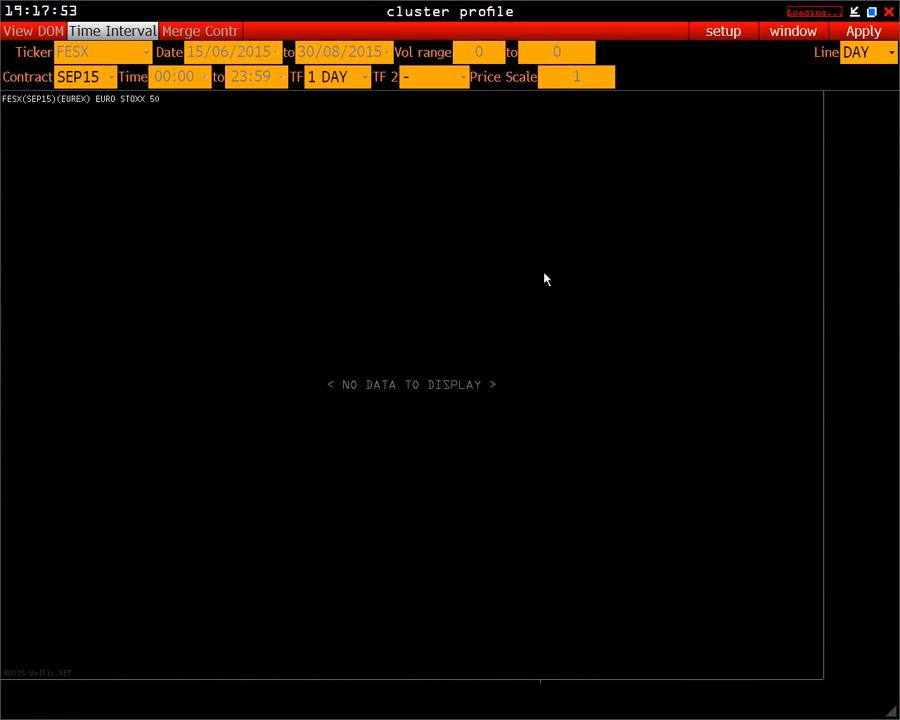 19:17:53 cluster profile Loading...
View DOM Time Interval Merge Contr setup window Apply
Ticker FESX Date 15/06/2015 to 30/08/2015 Vol range 0 to 0 Line DAY
Contract SEP15 Time 00:00 to 23:59 TF 1 DAY TF 2 - Price Scale 1
FESX(SEP15)(EUREX) EURO STOXX 50
< NO DATA TO DISPLAY >
©2015 VolFix.NET